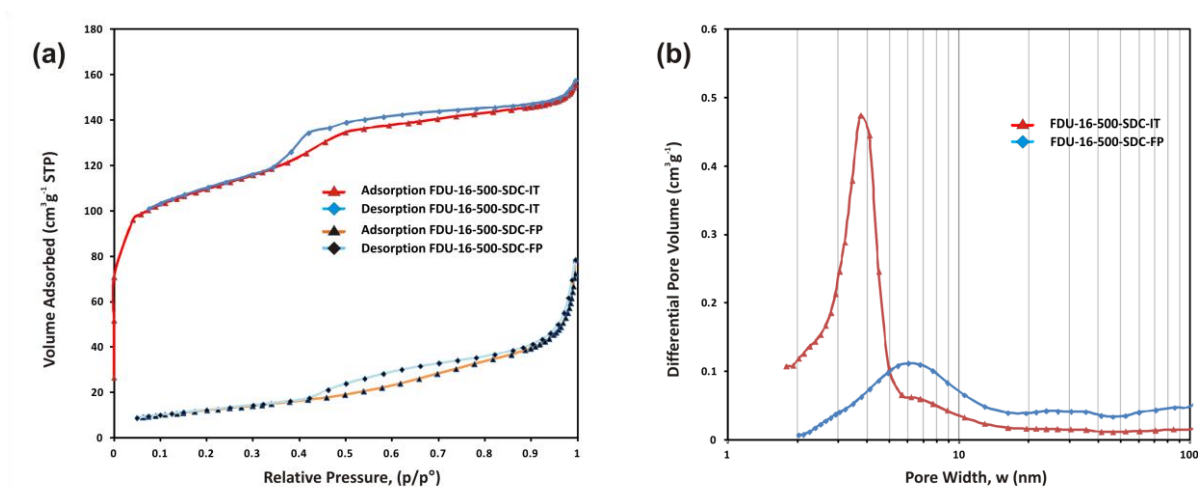 (a)
Volume Adsorbed (cm³g⁻¹ STP)
180
160
140
120
100
80
60
40
20
0
Adsorption FDU-16-500-SDC-IT
Desorption FDU-16-500-SDC-IT
Adsorption FDU-16-500-SDC-FP
Desorption FDU-16-500-SDC-FP
0 0.1 0.2 0.3 0.4 0.5 0.6 0.7 0.8 0.9 1
Relative Pressure, (p/p°)
(b)
Differential Pore Volume (cm³g⁻¹)
0.6
0.5
0.4
0.3
0.2
0.1
0
FDU-16-500-SDC-IT
FDU-16-500-SDC-FP
1 10 100
Pore Width, w (nm)